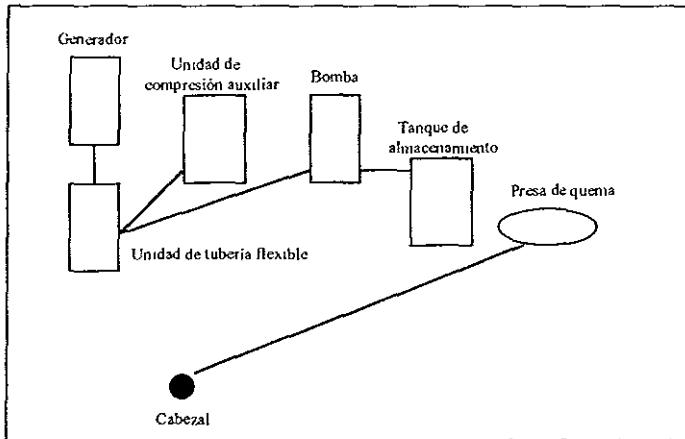 Generador
Unidad de
compresión auxiliar
Bomba
Tanque de
almacenamiento
Presa de quema
Unidad de tubería flexible
Cabezal